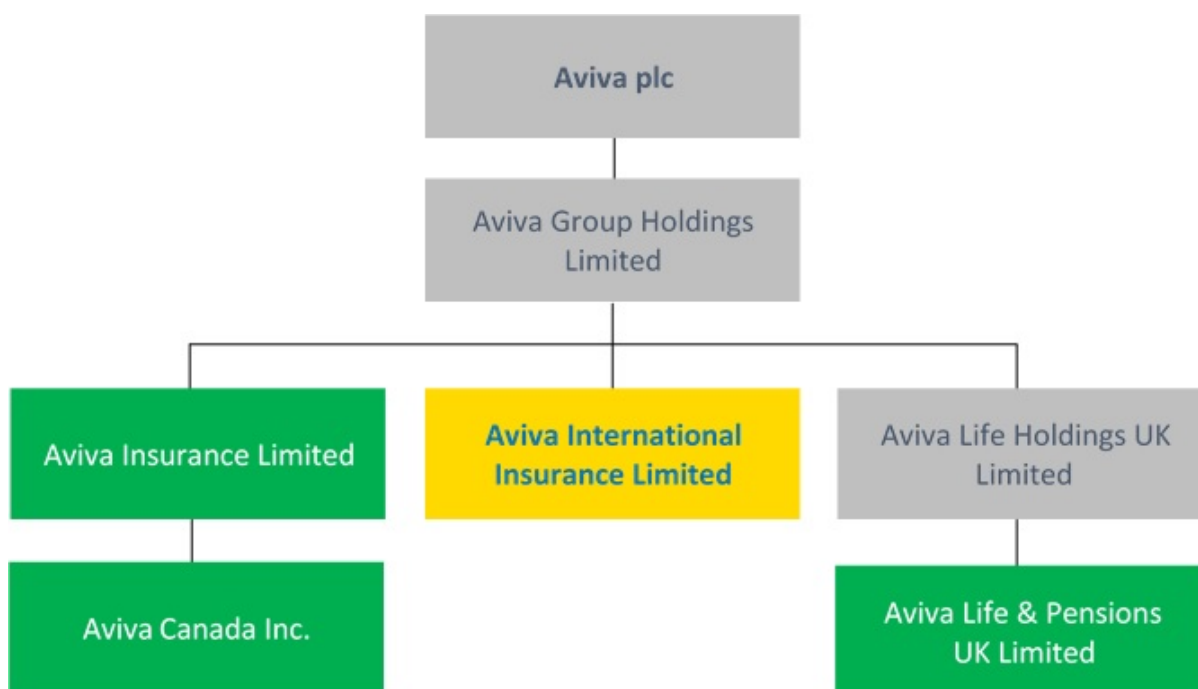 Aviva plc
Aviva Group Holdings
Limited
Aviva Insurance Limited
Aviva International
Insurance Limited
Aviva Life Holdings UK
Limited
Aviva Canada Inc.
Aviva Life & Pensions
UK Limited